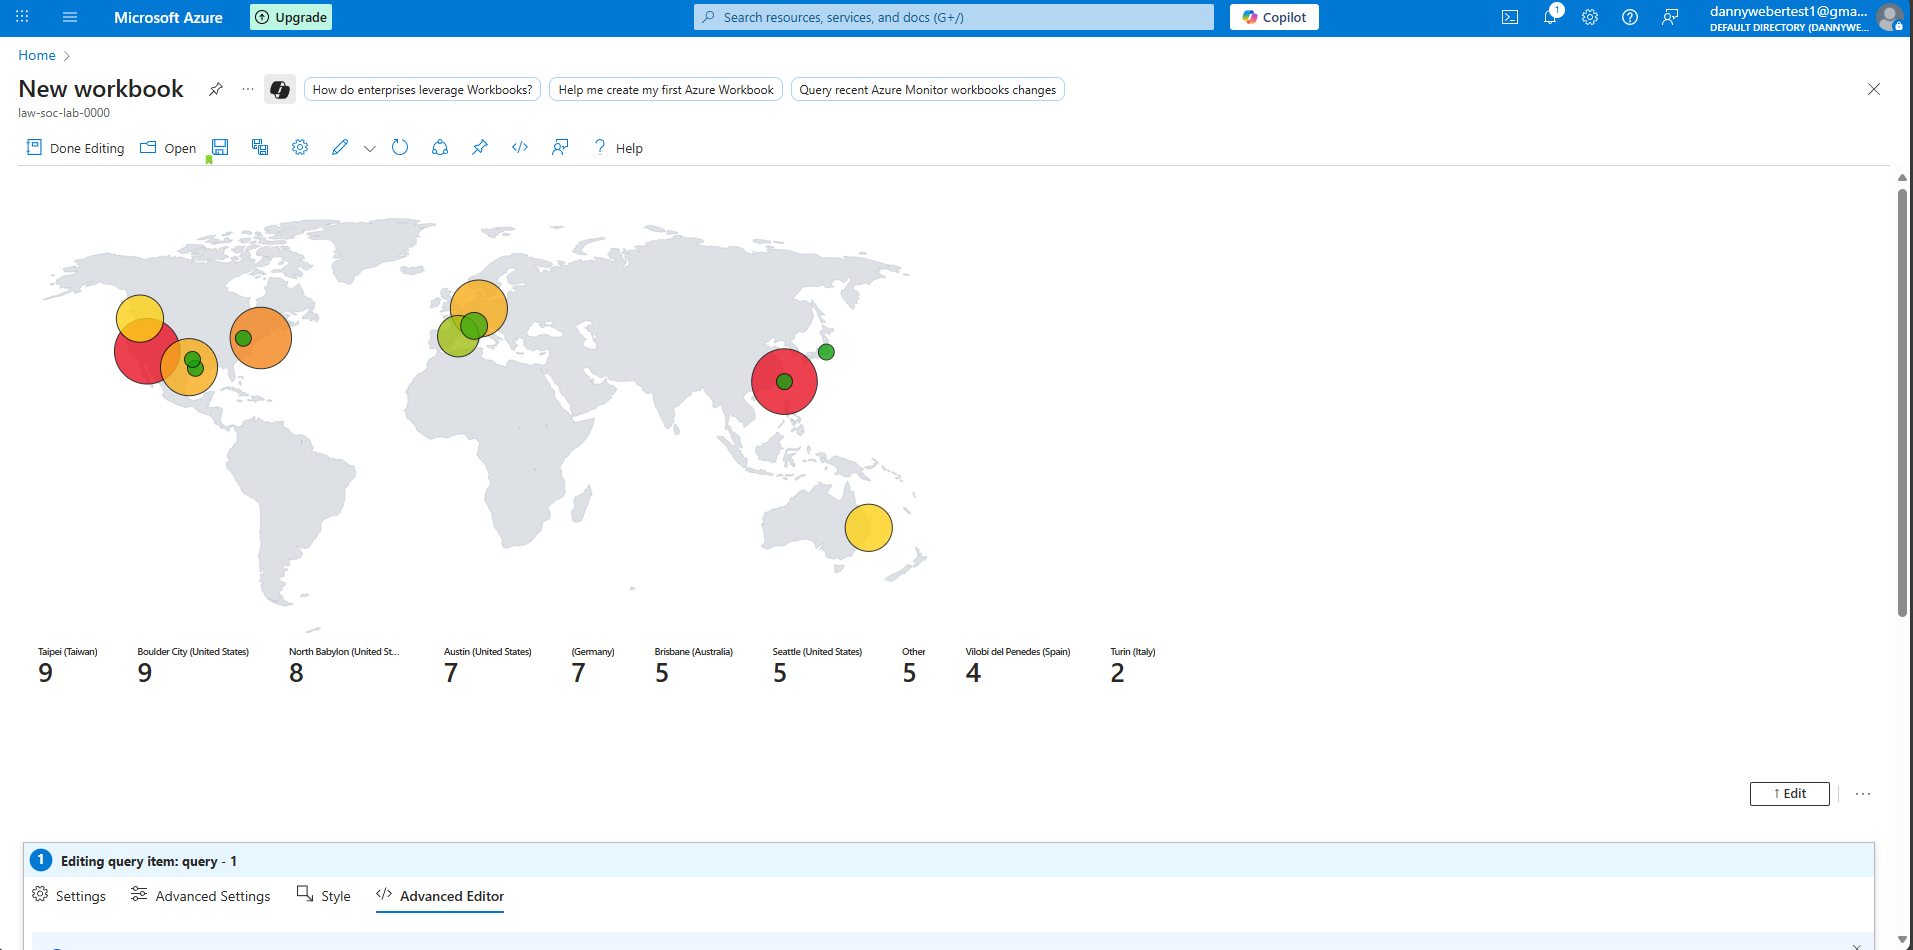 Microsoft Azure
Upgrade
Search resources, services, and docs (G+/)
Copilot
1
dannywebertest1@gma...
DEFAULT DIRECTORY (DANNYWE...
Home
New workbook
...
How do enterprises leverage Workbooks?
Help me create my first Azure Workbook
Query recent Azure Monitor workbooks changes
law-soc-lab-0000
Done Editing
Open
Help
Taipei (Taiwan)
9
Boulder City (United States)
9
North Babylon (United St...
8
Austin (United States)
7
(Germany)
7
Brisbane (Australia)
5
Seattle (United States)
5
Other
5
Vilobi del Penedes (Spain)
4
Turin (Italy)
2
↑ Edit
...
1
Editing query item: query - 1
Settings
Advanced Settings
Style
Advanced Editor